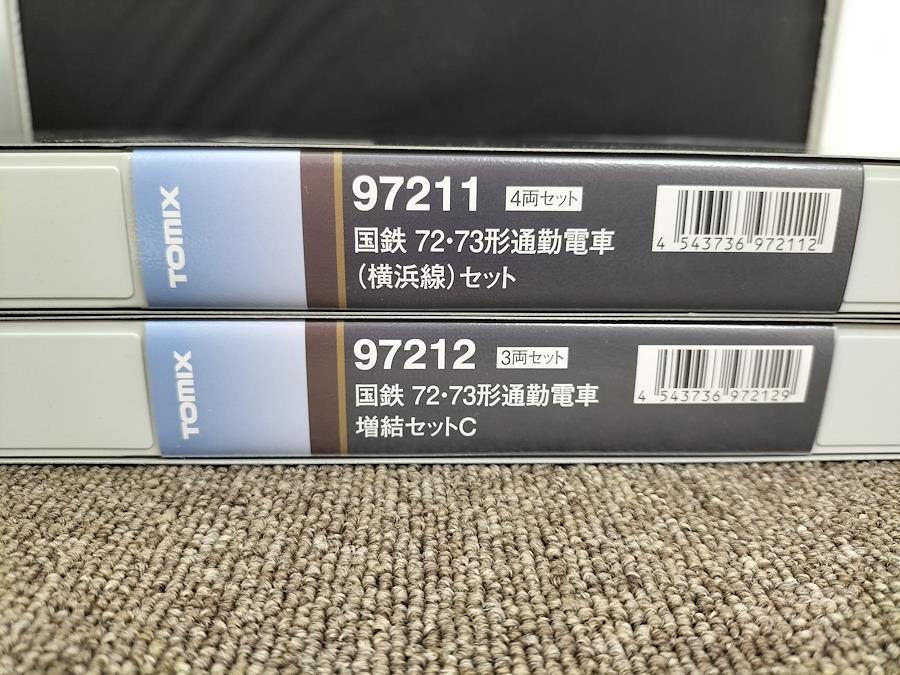 TOMIX
97211 4両セット
国鉄 72・73形通勤電車
(横浜線)セット
4 543736 972112
TOMIX
97212 3両セット
国鉄 72・73形通勤電車
増結セットC
4 543736 972129